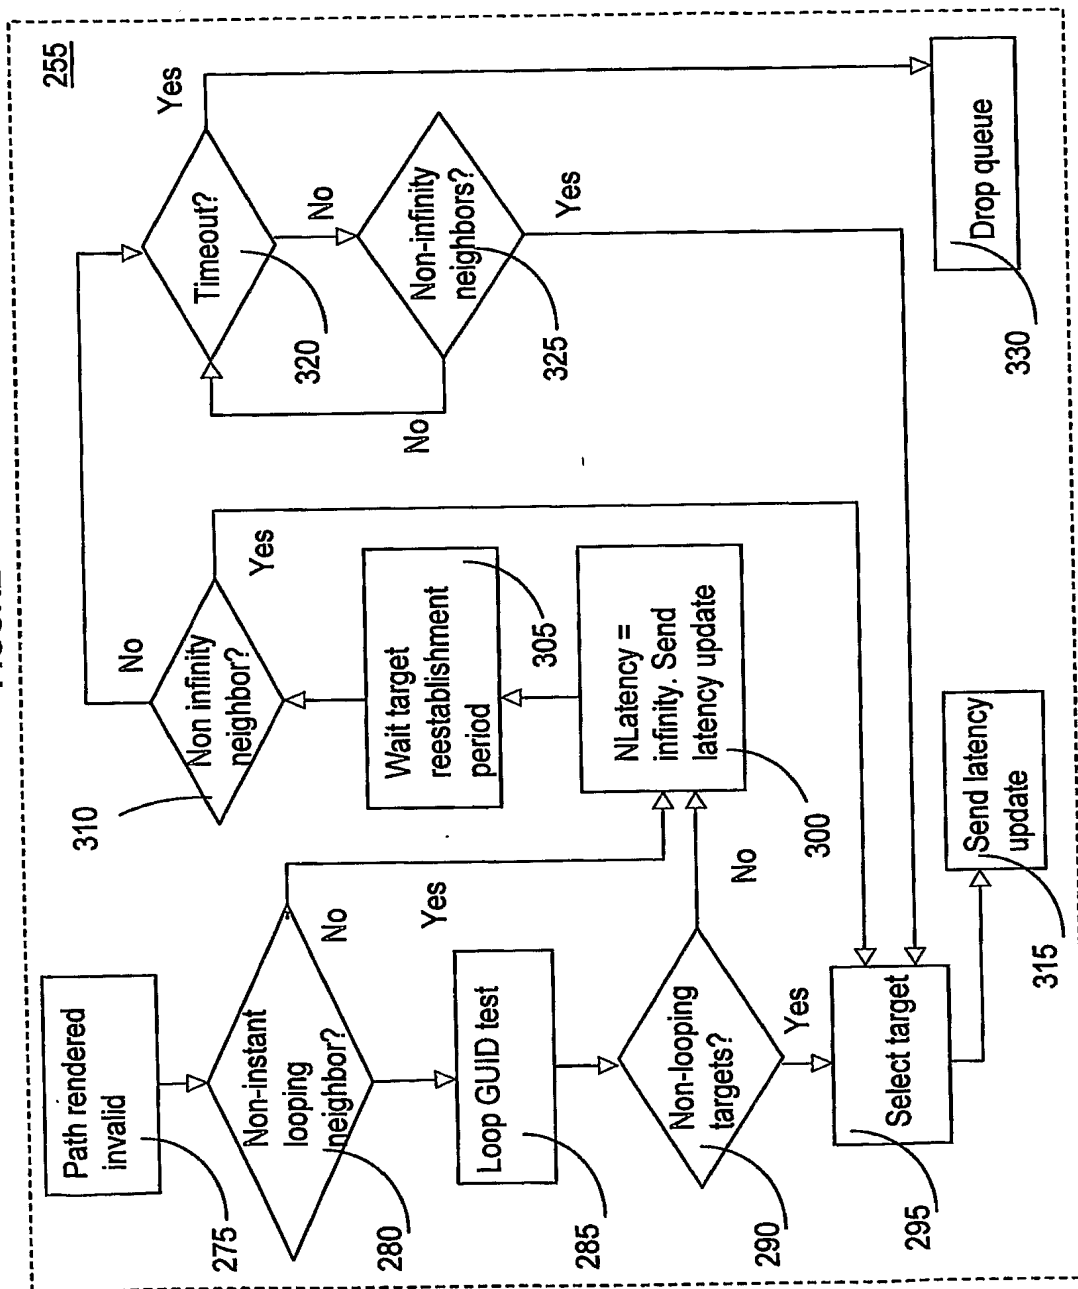 255
Path rendered
invalid
275
Non-instant
looping
neighbor?
280
No
Yes
Loop GUID test
285
Non-looping
targets?
290
No
Yes
Select target
295
NLatency =
infinity. Send
latency update
300
Wait target
reestablishment
period
305
Non infinity
neighbor?
310
No
Yes
Send latency
update
315
Timeout?
320
Yes
No
Non-infinity
neighbors?
325
No
Yes
Drop queue
330